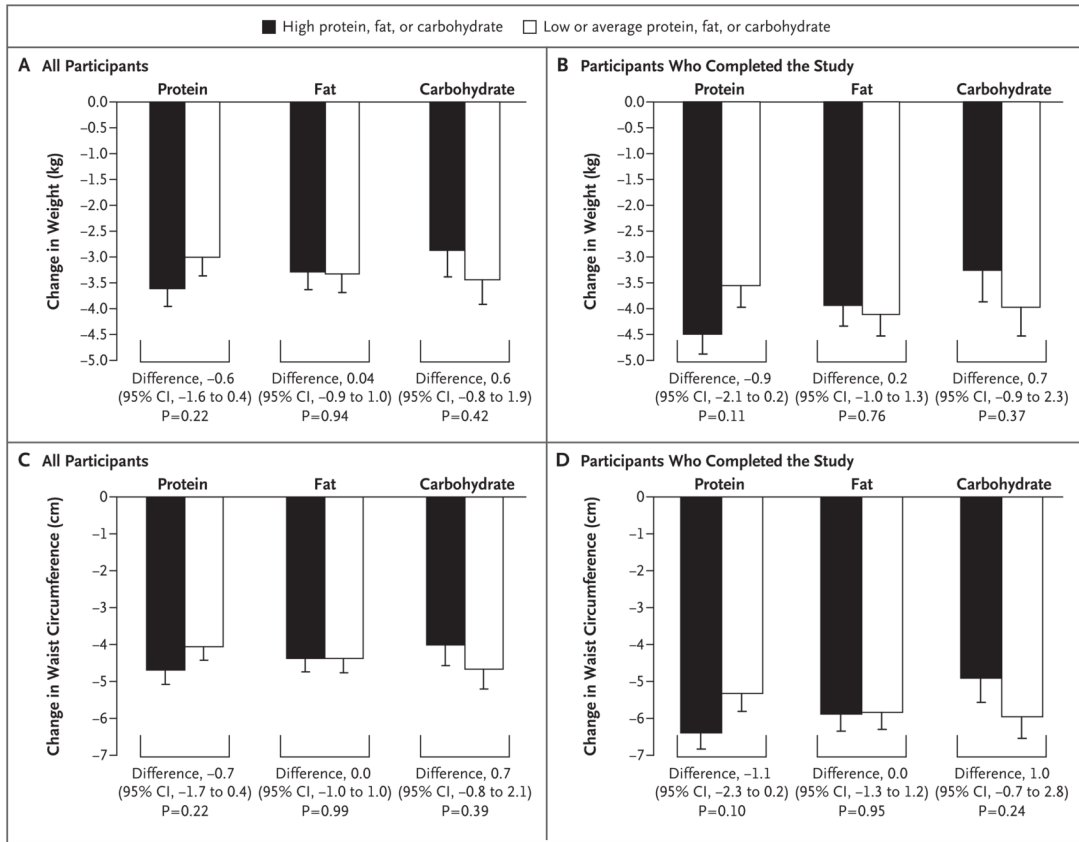 High protein, fat, or carbohydrate Low or average protein, fat, or carbohydrate
A All Participants
Protein Fat Carbohydrate
Change in Weight (kg)
0.0
–0.5
–1.0
–1.5
–2.0
–2.5
–3.0
–3.5
–4.0
–4.5
–5.0
Difference, –0.6
(95% CI, –1.6 to 0.4)
P=0.22
Difference, 0.04
(95% CI, –0.9 to 1.0)
P=0.94
Difference, 0.6
(95% CI, –0.8 to 1.9)
P=0.42
B Participants Who Completed the Study
Protein Fat Carbohydrate
Change in Weight (kg)
0.0
–0.5
–1.0
–1.5
–2.0
–2.5
–3.0
–3.5
–4.0
–4.5
–5.0
Difference, –0.9
(95% CI, –2.1 to 0.2)
P=0.11
Difference, 0.2
(95% CI, –1.0 to 1.3)
P=0.76
Difference, 0.7
(95% CI, –0.9 to 2.3)
P=0.37
C All Participants
Protein Fat Carbohydrate
Change in Waist Circumference (cm)
0
–1
–2
–3
–4
–5
–6
–7
Difference, –0.7
(95% CI, –1.7 to 0.4)
P=0.22
Difference, 0.0
(95% CI, –1.0 to 1.0)
P=0.99
Difference, 0.7
(95% CI, –0.8 to 2.1)
P=0.39
D Participants Who Completed the Study
Protein Fat Carbohydrate
Change in Waist Circumference (cm)
0
–1
–2
–3
–4
–5
–6
–7
Difference, –1.1
(95% CI, –2.3 to 0.2)
P=0.10
Difference, 0.0
(95% CI, –1.3 to 1.2)
P=0.95
Difference, 1.0
(95% CI, –0.7 to 2.8)
P=0.24